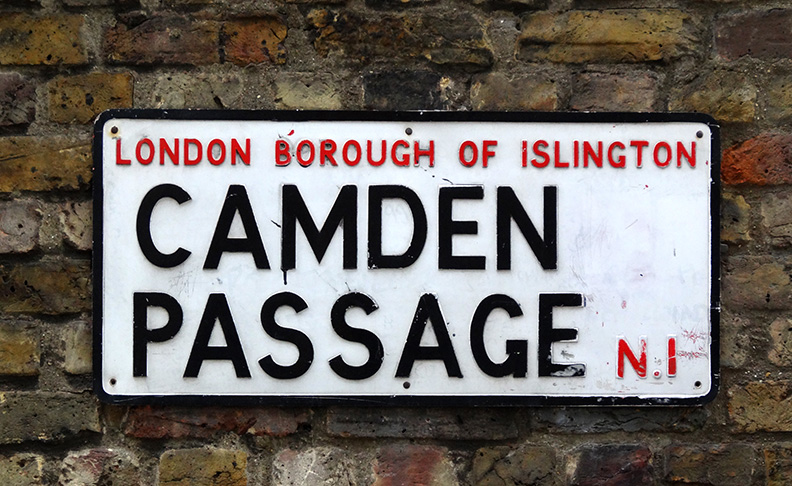 LONDON BOROUGH OF ISLINGTON
CAMDEN
PASSAGE N.1